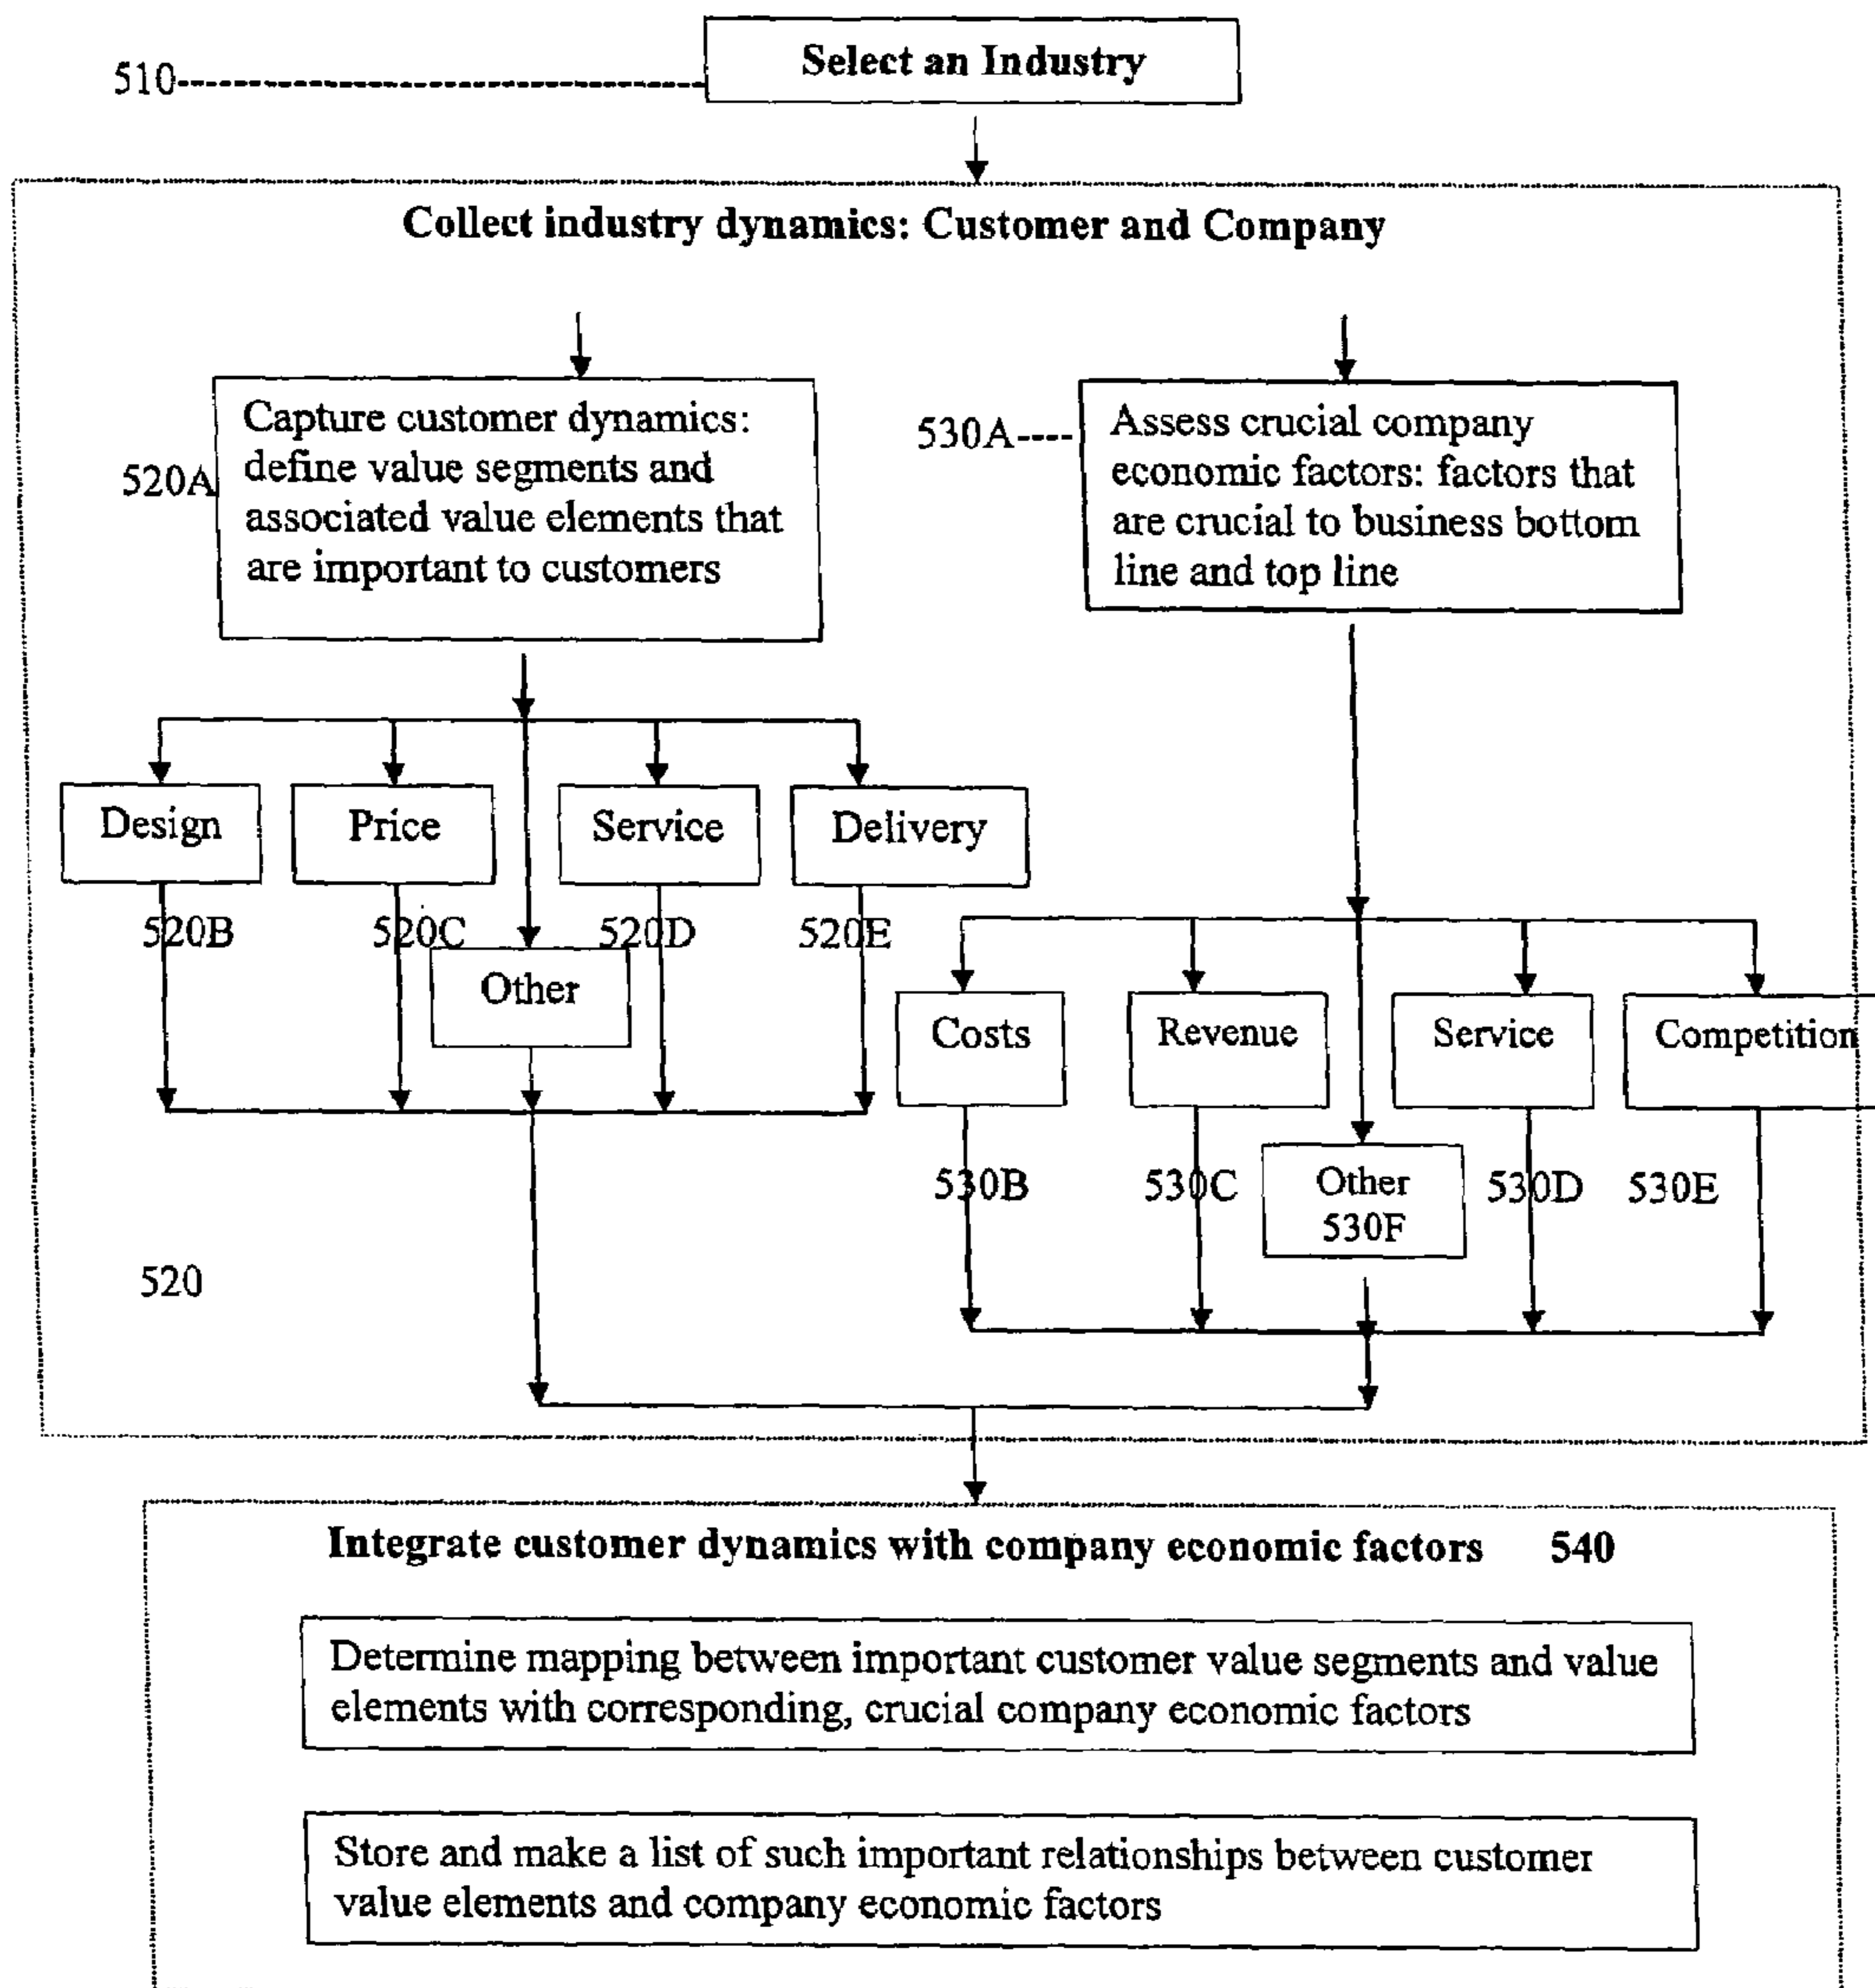 Select an Industry
510
Collect industry dynamics: Customer and Company
Capture customer dynamics:
define value segments and
associated value elements that
are important to customers
520A
530A
Assess crucial company
economic factors: factors that
are crucial to business bottom
line and top line
Design
Price
Service
Delivery
520B
520C
520D
520E
Other
Costs
Revenue
Service
Competition
530B
530C
Other
530F
530D
530E
520
Integrate customer dynamics with company economic factors 540
Determine mapping between important customer value segments and value
elements with corresponding, crucial company economic factors
Store and make a list of such important relationships between customer
value elements and company economic factors